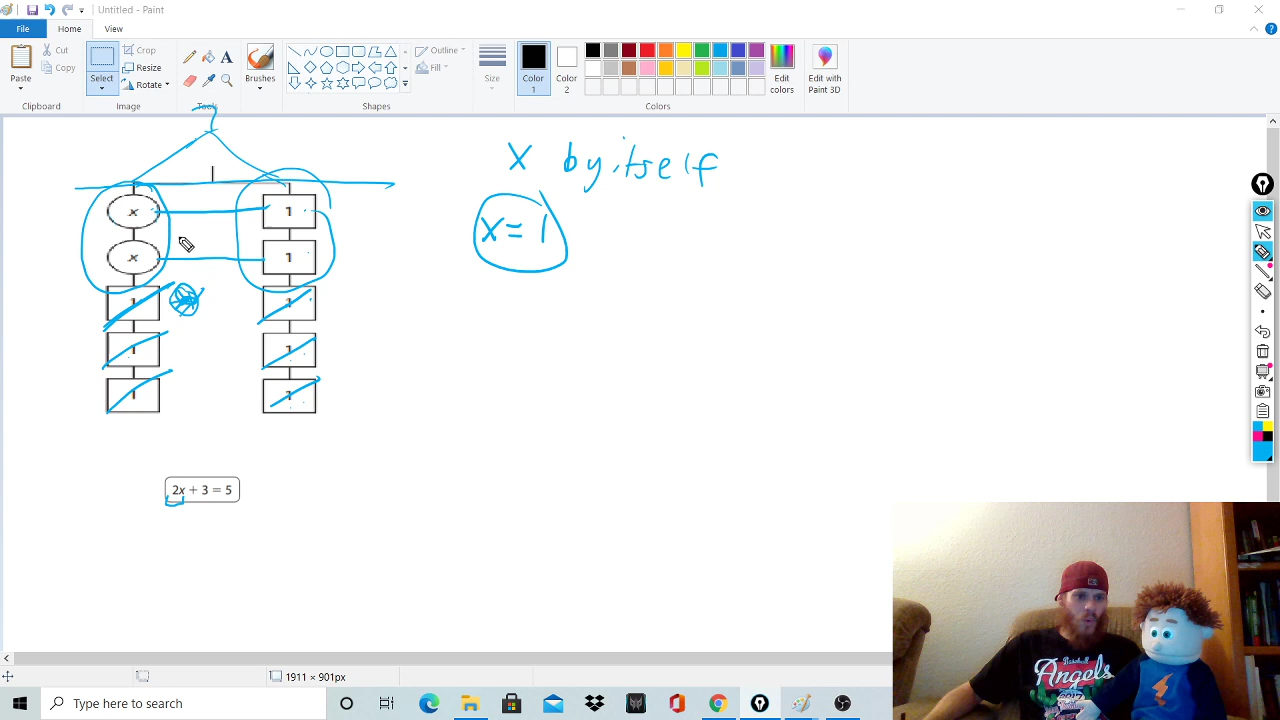 Untitled - Paint
File
Home
View
Paste
Cut
Copy
Clipboard
Select
Crop
Resize
Rotate
Image
Tools
Brushes
Shapes
Outline
Fill
Size
Color 1
Color 2
Colors
Edit colors
Edit with Paint 3D
x by itself
x = 1
x 1
x 1
1 1
1 1
1 1
2x + 3 = 5
Baseball
Angels
1911 × 901px
Type here to search